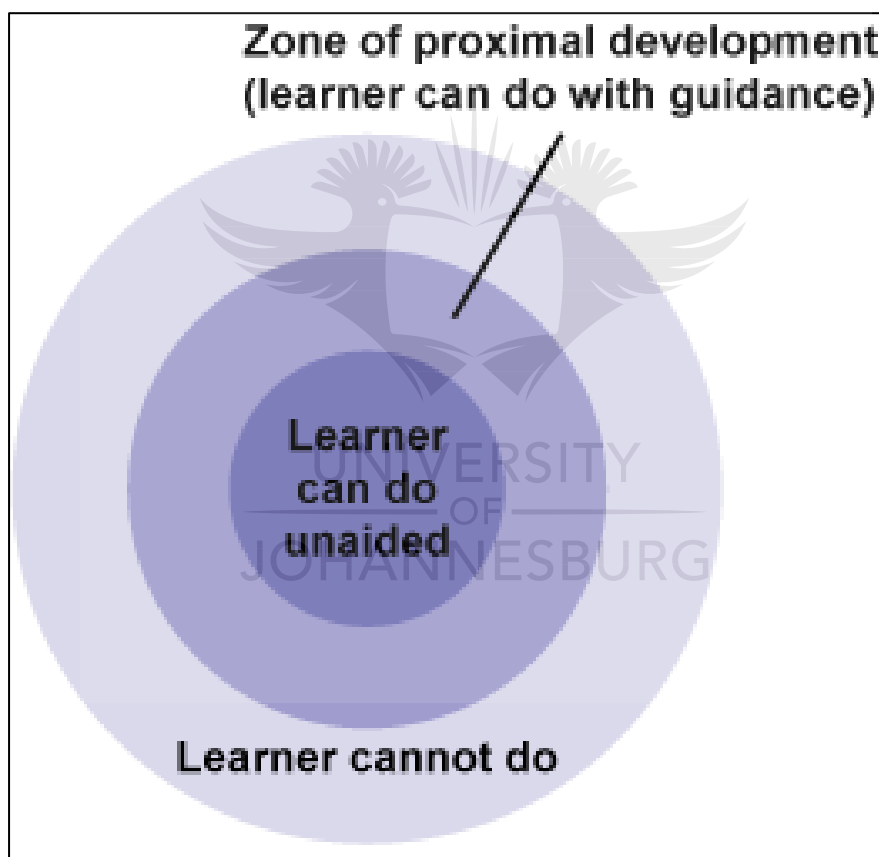 Zone of proximal development
(learner can do with guidance)
Learner
can do
unaided
UNIVERSITY
OF
JOHANNESBURG
Learner cannot do